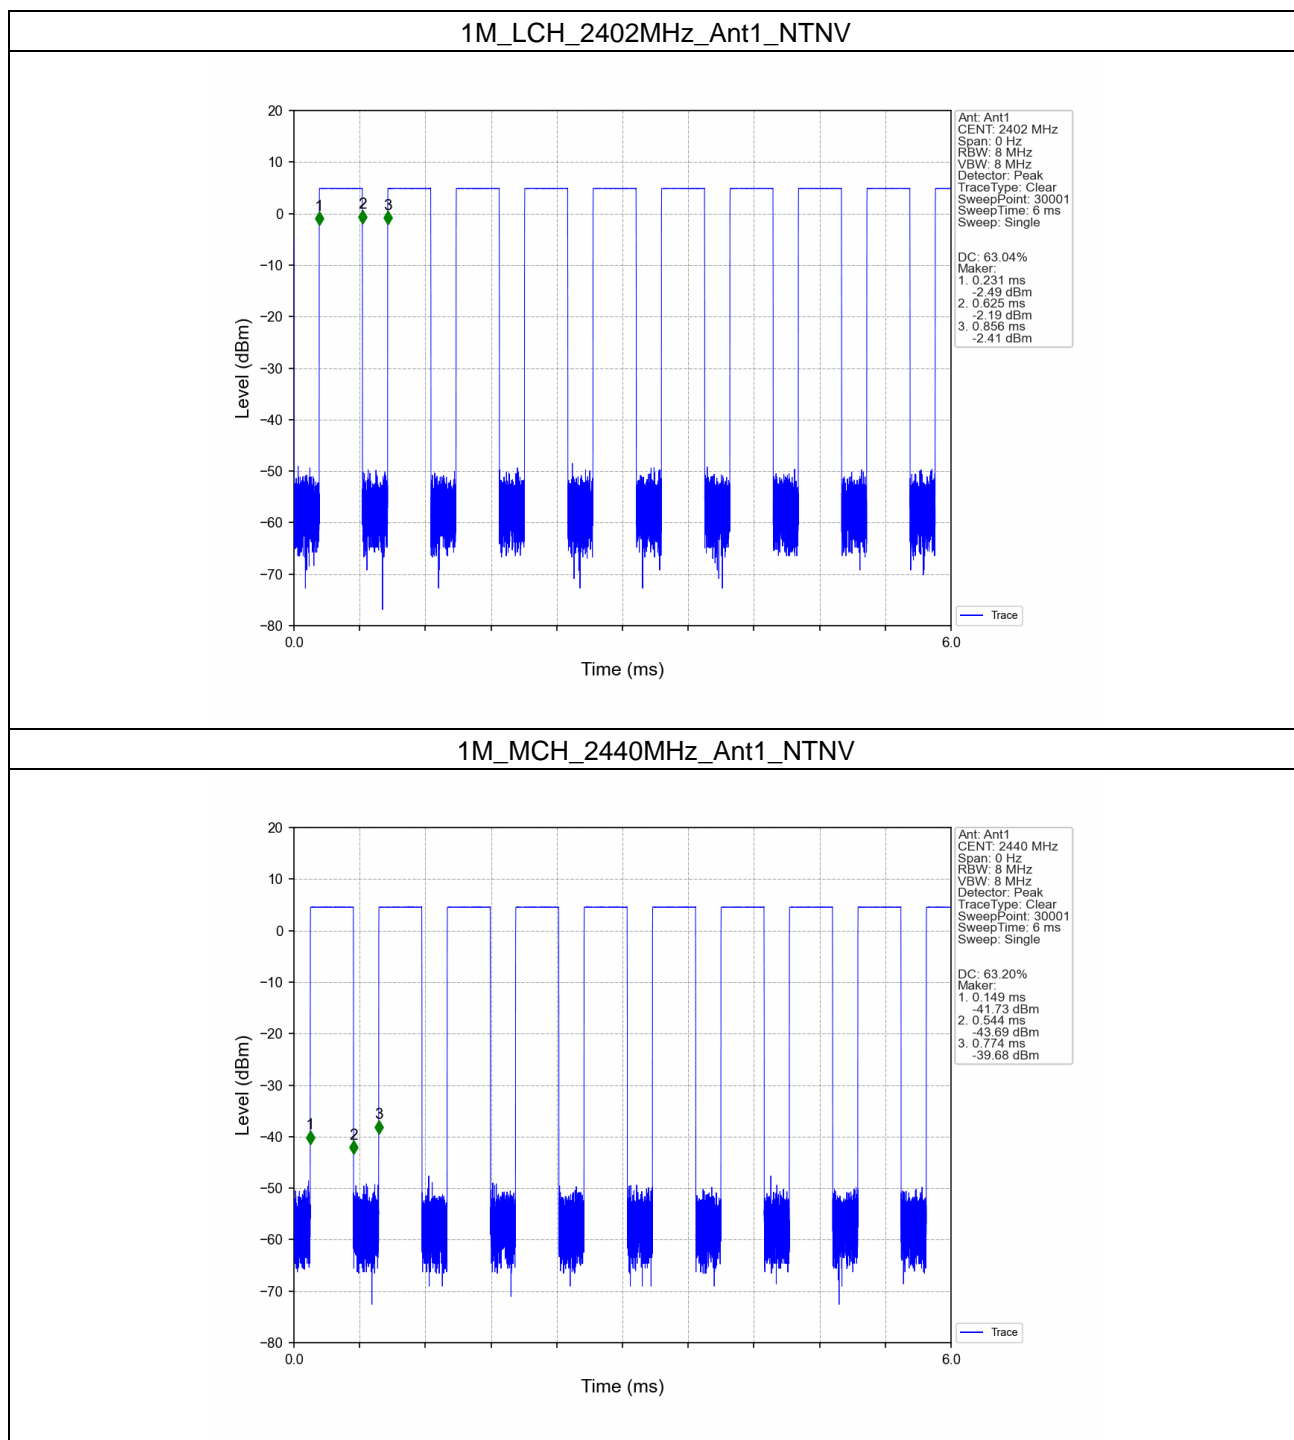 1M_LCH_2402MHz_Ant1_NTNV
20
10
0
−10
−20
−30
−40
−50
−60
−70
−80
Level (dBm)
1
2
3
0.0
6.0
Time (ms)
Ant: Ant1
CENT: 2402 MHz
Span: 0 Hz
RBW: 8 MHz
VBW: 8 MHz
Detector: Peak
TraceType: Clear
SweepPoint: 30001
SweepTime: 6 ms
Sweep: Single
DC: 63.04%
Maker:
1. 0.231 ms
-2.49 dBm
2. 0.625 ms
-2.19 dBm
3. 0.856 ms
-2.41 dBm
Trace
1M_MCH_2440MHz_Ant1_NTNV
20
10
0
−10
−20
−30
−40
−50
−60
−70
−80
Level (dBm)
1
2
3
0.0
6.0
Time (ms)
Ant: Ant1
CENT: 2440 MHz
Span: 0 Hz
RBW: 8 MHz
VBW: 8 MHz
Detector: Peak
TraceType: Clear
SweepPoint: 30001
SweepTime: 6 ms
Sweep: Single
DC: 63.20%
Maker:
1. 0.149 ms
-41.73 dBm
2. 0.544 ms
-43.69 dBm
3. 0.774 ms
-39.68 dBm
Trace